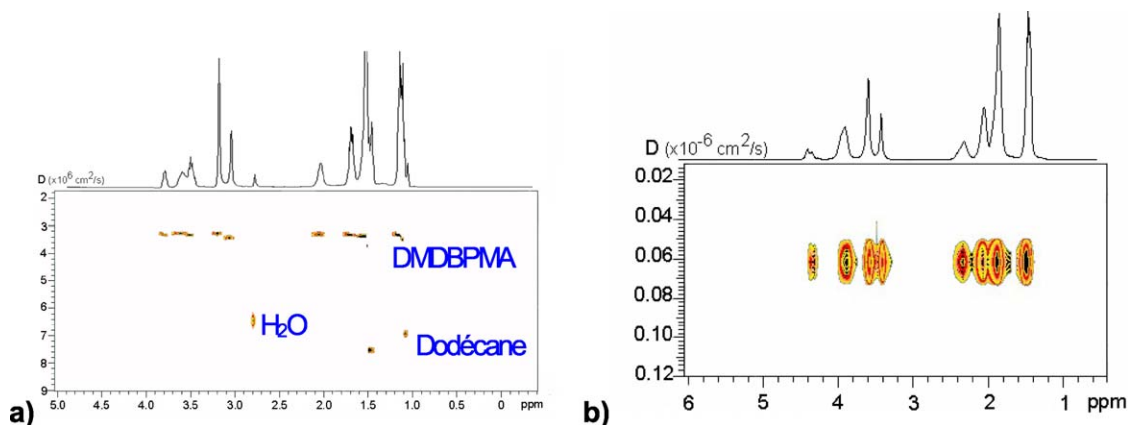 D (x10⁶ cm²/s)
2
3
4
5
6
7
8
9
DMDBPMA
H₂O
Dodécane
5.0 4.5 4.0 3.5 3.0 2.5 2.0 1.5 1.0 0.5 0 ppm
a)
D (x10⁻⁶ cm²/s)
0.02
0.04
0.06
0.08
0.10
0.12
6 5 4 3 2 1 ppm
b)